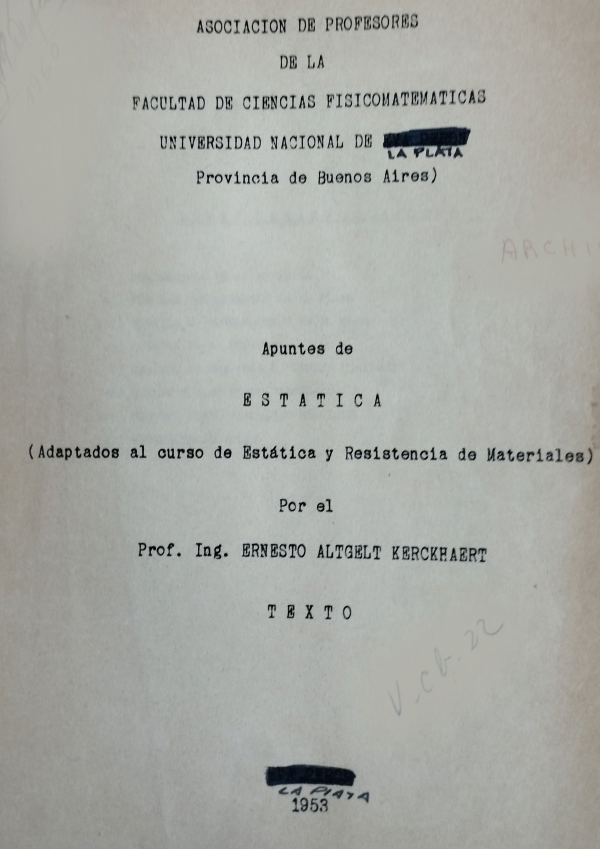 ASOCIACION DE PROFESORES
DE LA
FACULTAD DE CIENCIAS FISICOMATEMATICAS
UNIVERSIDAD NACIONAL DE
LA PLATA
Provincia de Buenos Aires)
ARCHI
Apuntes de
E S T A T I C A
(Adaptados al curso de Estática y Resistencia de Materiales)
Por el
Prof. Ing. ERNESTO ALTGELT KERCKHAERT
T E X T O
LA PLATA
1953